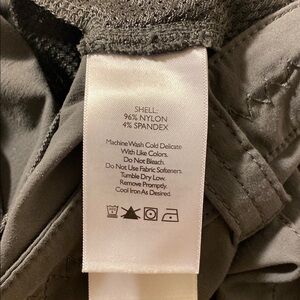 SHELL:
96% NYLON
4% SPANDEX
Machine Wash Cold Delicate
With Like Colors.
Do Not Bleach.
Do Not Use Fabric Softeners.
Tumble Dry Low.
Remove Promptly.
Cool Iron As Desired.